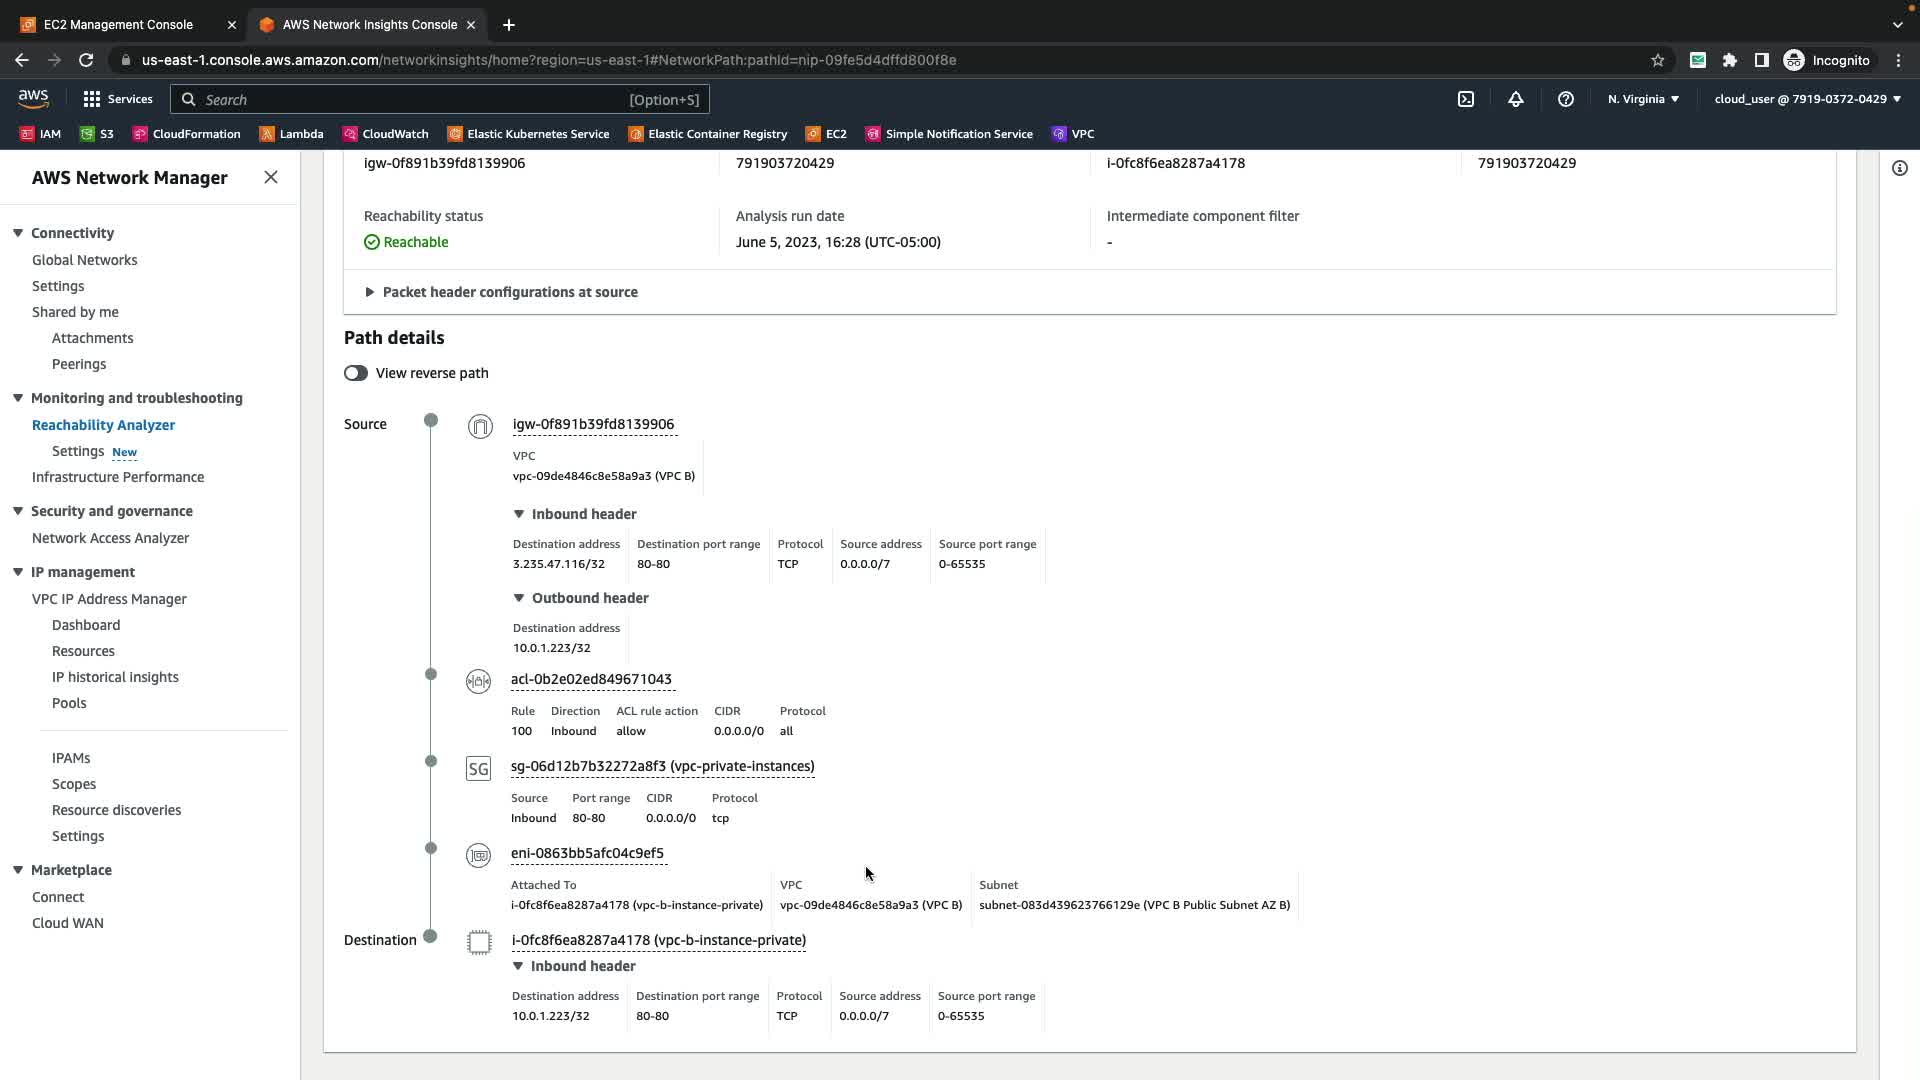 EC2 Management Console
AWS Network Insights Console
us-east-1.console.aws.amazon.com/networkinsights/home?region=us-east-1#NetworkPath:pathId=nip-09fe5d4dffd800f8e
Incognito
aws
Services
Search
[Option+S]
N. Virginia
cloud_user @ 7919-0372-0429
IAM
S3
CloudFormation
Lambda
CloudWatch
Elastic Kubernetes Service
Elastic Container Registry
EC2
Simple Notification Service
VPC
AWS Network Manager
Connectivity
Global Networks
Settings
Shared by me
Attachments
Peerings
Monitoring and troubleshooting
Reachability Analyzer
Settings New
Infrastructure Performance
Security and governance
Network Access Analyzer
IP management
VPC IP Address Manager
Dashboard
Resources
IP historical insights
Pools
IPAMs
Scopes
Resource discoveries
Settings
Marketplace
Connect
Cloud WAN
igw-0f891b39fd8139906 791903720429 i-0fc8f6ea8287a4178 791903720429
Reachability status Analysis run date Intermediate component filter
Reachable June 5, 2023, 16:28 (UTC-05:00) -
Packet header configurations at source
Path details
View reverse path
Source
igw-0f891b39fd8139906
VPC
vpc-09de4846c8e58a9a3 (VPC B)
Inbound header
Destination address Destination port range Protocol Source address Source port range
3.235.47.116/32 80-80 TCP 0.0.0.0/7 0-65535
Outbound header
Destination address
10.0.1.223/32
acl-0b2e02ed849671043
Rule Direction ACL rule action CIDR Protocol
100 Inbound allow 0.0.0.0/0 all
SG
sg-06d12b7b32272a8f3 (vpc-private-instances)
Source Port range CIDR Protocol
Inbound 80-80 0.0.0.0/0 tcp
eni-0863bb5afc04c9ef5
Attached To VPC Subnet
i-0fc8f6ea8287a4178 (vpc-b-instance-private) vpc-09de4846c8e58a9a3 (VPC B) subnet-083d439623766129e (VPC B Public Subnet AZ B)
Destination
i-0fc8f6ea8287a4178 (vpc-b-instance-private)
Inbound header
Destination address Destination port range Protocol Source address Source port range
10.0.1.223/32 80-80 TCP 0.0.0.0/7 0-65535